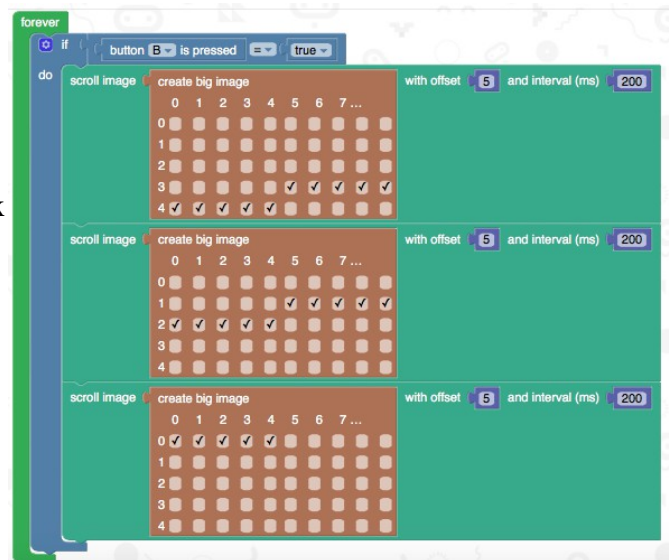 forever
if button B is pressed = true
do scroll image create big image with offset 5 and interval (ms) 200
0 1 2 3 4 5 6 7 ...
0
1
2
3
4
scroll image create big image with offset 5 and interval (ms) 200
0 1 2 3 4 5 6 7 ...
0
1
2
3
4
scroll image create big image with offset 5 and interval (ms) 200
0 1 2 3 4 5 6 7 ...
0
1
2
3
4